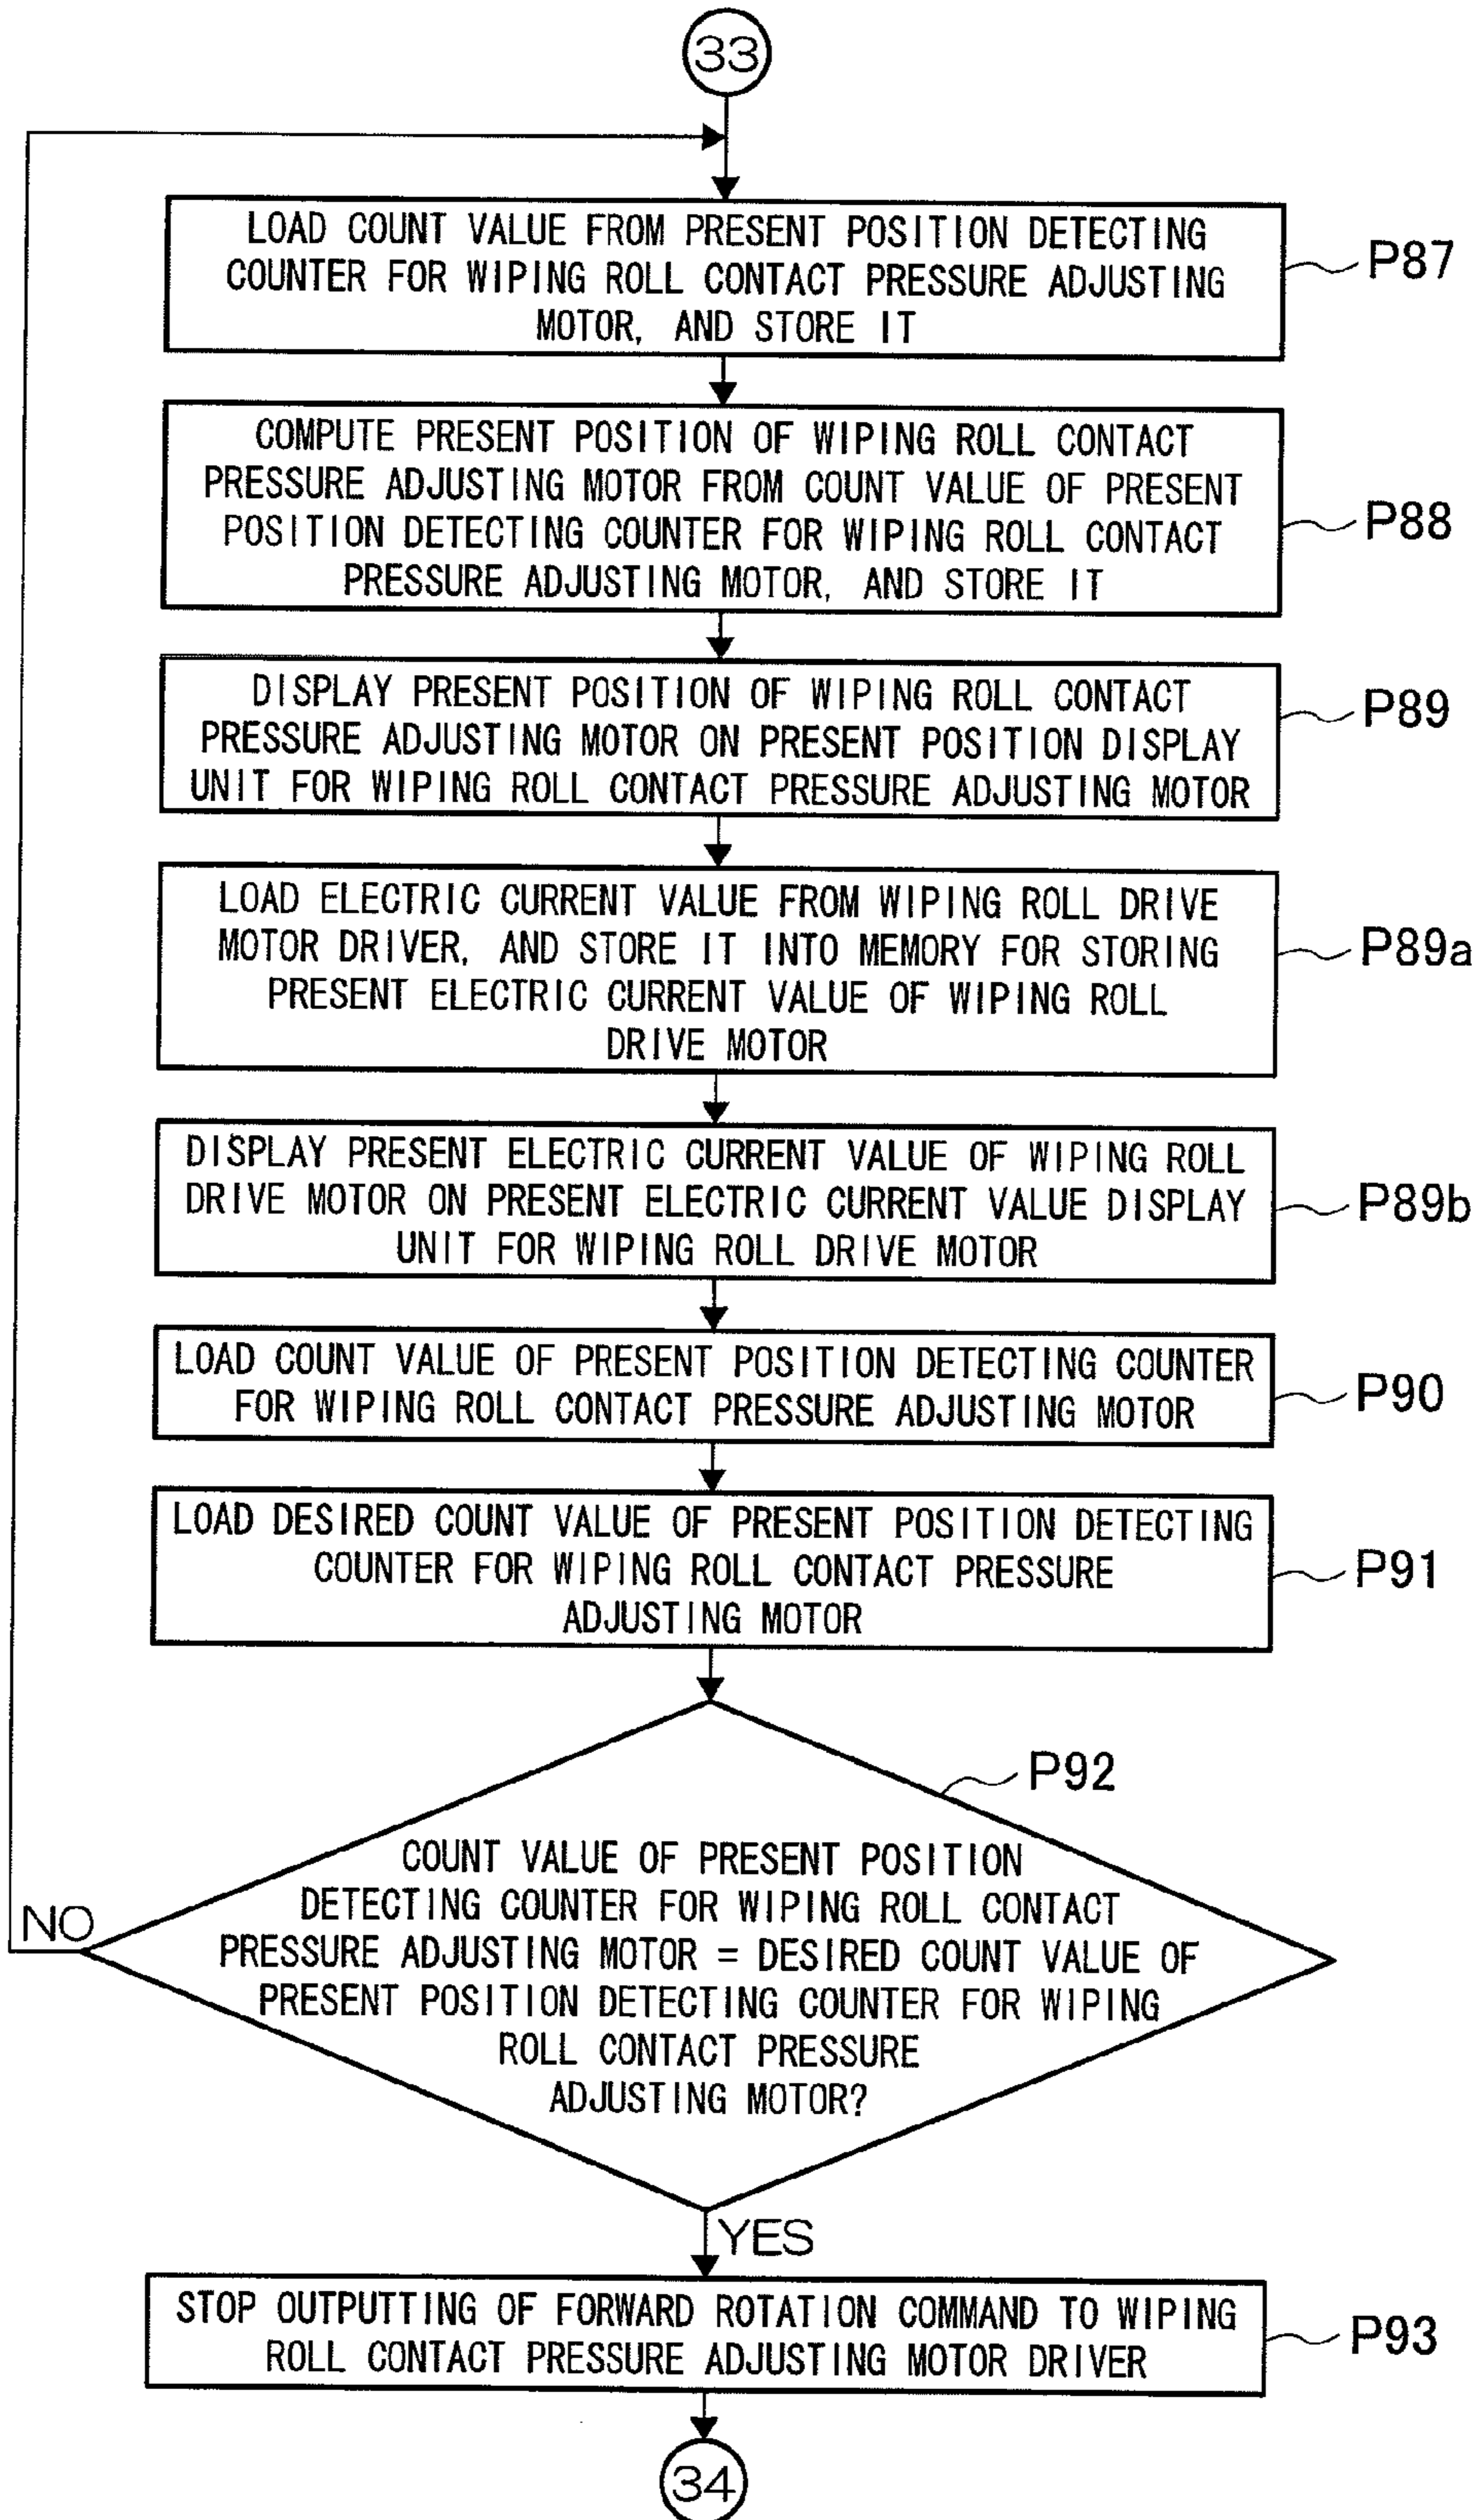 33
LOAD COUNT VALUE FROM PRESENT POSITION DETECTING
COUNTER FOR WIPING ROLL CONTACT PRESSURE ADJUSTING
MOTOR, AND STORE IT
P87
COMPUTE PRESENT POSITION OF WIPING ROLL CONTACT
PRESSURE ADJUSTING MOTOR FROM COUNT VALUE OF PRESENT
POSITION DETECTING COUNTER FOR WIPING ROLL CONTACT
PRESSURE ADJUSTING MOTOR, AND STORE IT
P88
DISPLAY PRESENT POSITION OF WIPING ROLL CONTACT
PRESSURE ADJUSTING MOTOR ON PRESENT POSITION DISPLAY
UNIT FOR WIPING ROLL CONTACT PRESSURE ADJUSTING MOTOR
P89
LOAD ELECTRIC CURRENT VALUE FROM WIPING ROLL DRIVE
MOTOR DRIVER, AND STORE IT INTO MEMORY FOR STORING
PRESENT ELECTRIC CURRENT VALUE OF WIPING ROLL
DRIVE MOTOR
P89a
DISPLAY PRESENT ELECTRIC CURRENT VALUE OF WIPING ROLL
DRIVE MOTOR ON PRESENT ELECTRIC CURRENT VALUE DISPLAY
UNIT FOR WIPING ROLL DRIVE MOTOR
P89b
LOAD COUNT VALUE OF PRESENT POSITION DETECTING COUNTER
FOR WIPING ROLL CONTACT PRESSURE ADJUSTING MOTOR
P90
LOAD DESIRED COUNT VALUE OF PRESENT POSITION DETECTING
COUNTER FOR WIPING ROLL CONTACT PRESSURE
ADJUSTING MOTOR
P91
P92
COUNT VALUE OF PRESENT POSITION
DETECTING COUNTER FOR WIPING ROLL CONTACT
PRESSURE ADJUSTING MOTOR = DESIRED COUNT VALUE OF
PRESENT POSITION DETECTING COUNTER FOR WIPING
ROLL CONTACT PRESSURE
ADJUSTING MOTOR?
NO
YES
STOP OUTPUTTING OF FORWARD ROTATION COMMAND TO WIPING
ROLL CONTACT PRESSURE ADJUSTING MOTOR DRIVER
P93
34